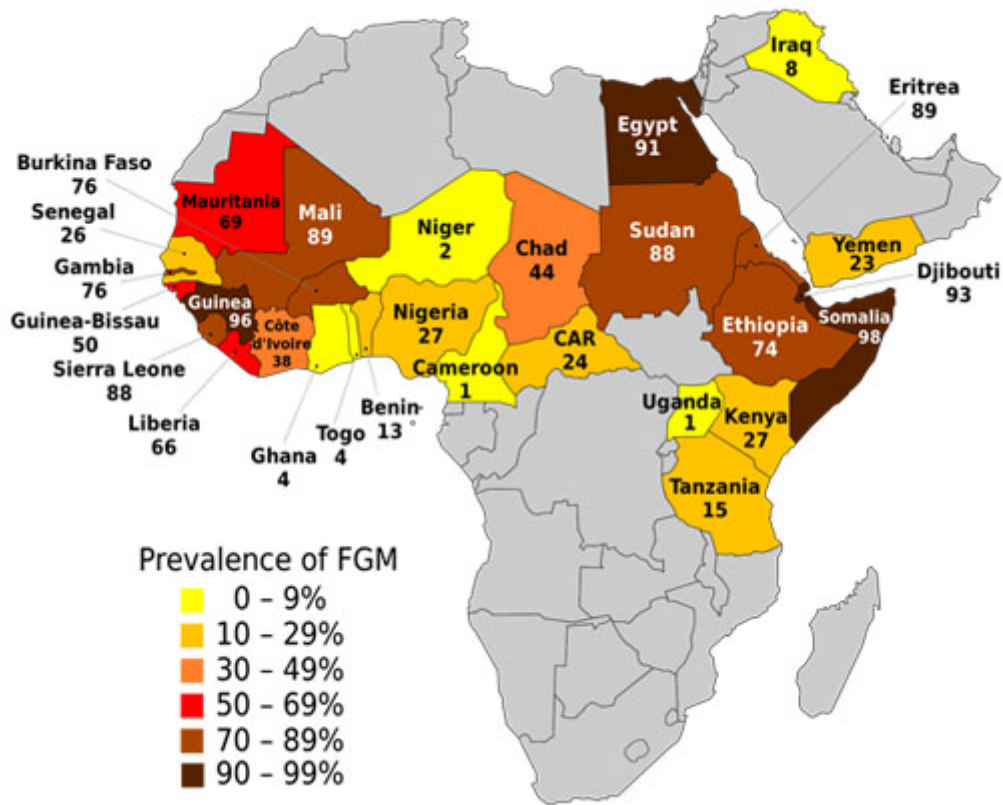 Iraq
8
Eritrea
89
Egypt
91
Burkina Faso
76
Mauritania
69
Mali
89
Niger
2
Chad
44
Sudan
88
Senegal
26
Yemen
23
Gambia
76
Djibouti
93
Guinea
96
Nigeria
27
Somalia
98
Guinea-Bissau
50
Côte
d'Ivoire
38
Ethiopia
74
CAR
24
Sierra Leone
88
Cameroon
1
Uganda
1
Kenya
27
Liberia
66
Benin
13
Togo
4
Ghana
4
Tanzania
15
Prevalence of FGM
0 – 9%
10 – 29%
30 – 49%
50 – 69%
70 – 89%
90 – 99%